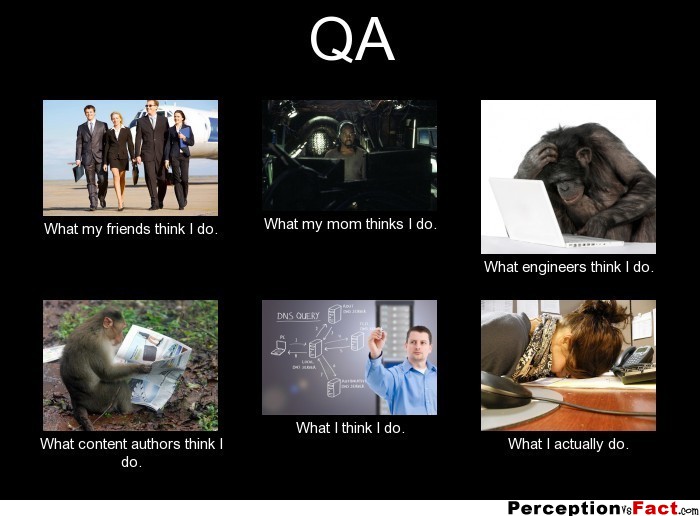 QA
What my friends think I do.
What my mom thinks I do.
What engineers think I do.
DNS QUERY
What content authors think I
do.
What I think I do.
What I actually do.
PerceptionvsFact.com